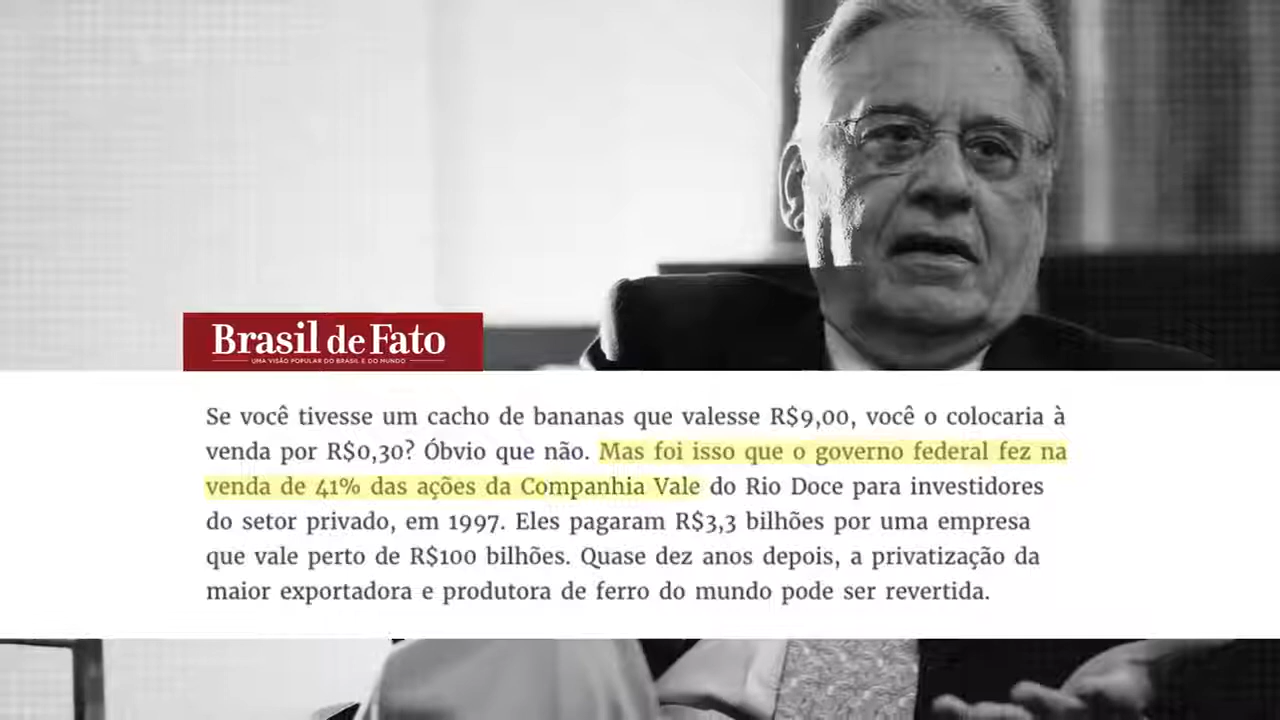 Brasil de Fato
UMA VISÃO POPULAR DO BRASIL E DO MUNDO
Se você tivesse um cacho de bananas que valesse R$9,00, você o colocaria à
venda por R$0,30? Óbvio que não. Mas foi isso que o governo federal fez na
venda de 41% das ações da Companhia Vale do Rio Doce para investidores
do setor privado, em 1997. Eles pagaram R$3,3 bilhões por uma empresa
que vale perto de R$100 bilhões. Quase dez anos depois, a privatização da
maior exportadora e produtora de ferro do mundo pode ser revertida.